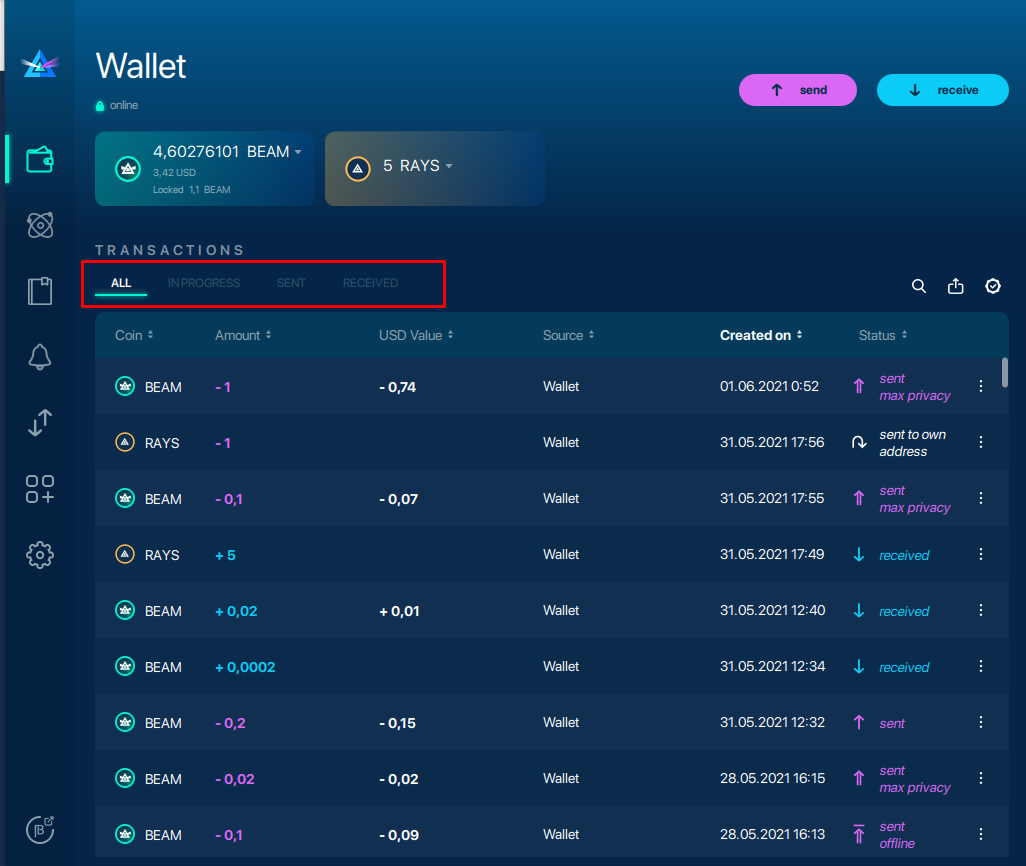 Wallet
online
send
receive
4,60276101 BEAM
3,42 USD
Locked 1,1 BEAM
5 RAYS
TRANSACTIONS
ALL IN PROGRESS SENT RECEIVED
Coin Amount USD Value Source Created on Status
BEAM - 1 - 0,74 Wallet 01.06.2021 0:52 sent
max privacy
RAYS - 1 Wallet 31.05.2021 17:56 sent to own
address
BEAM - 0,1 - 0,07 Wallet 31.05.2021 17:55 sent
max privacy
RAYS + 5 Wallet 31.05.2021 17:49 received
BEAM + 0,02 + 0,01 Wallet 31.05.2021 12:40 received
BEAM + 0,0002 Wallet 31.05.2021 12:34 received
BEAM - 0,2 - 0,15 Wallet 31.05.2021 12:32 sent
BEAM - 0,02 - 0,02 Wallet 28.05.2021 16:15 sent
max privacy
BEAM - 0,1 - 0,09 Wallet 28.05.2021 16:13 sent
offline